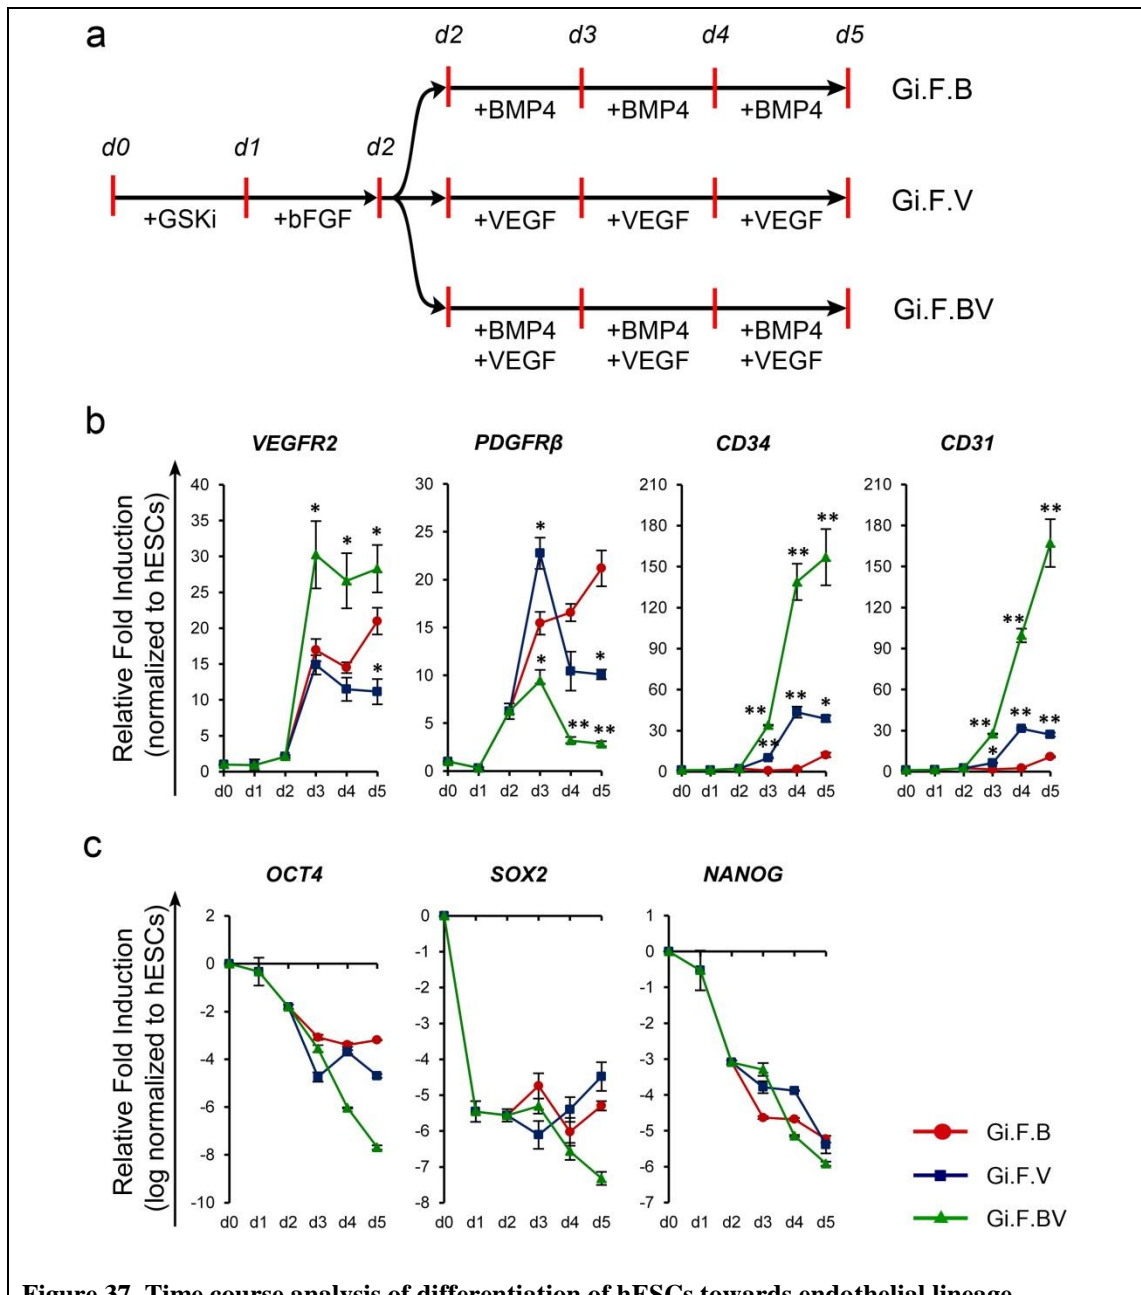 a
d2 d3 d4 d5
+BMP4 +BMP4 +BMP4 Gi.F.B
d0 d1 d2
+GSKi +bFGF +VEGF +VEGF +VEGF Gi.F.V
Gi.F.BV
+BMP4 +BMP4 +BMP4
+VEGF +VEGF +VEGF
b
VEGFR2 PDGFRβ CD34 CD31
Relative Fold Induction
(normalized to hESCs)
40
35
30
25
20
15
10
5
0
* * * *
d0 d1 d2 d3 d4 d5
30
25
20
15
10
5
0
* * * ** **
d0 d1 d2 d3 d4 d5
210
180
150
120
90
60
30
0
** ** ** ** ** *
d0 d1 d2 d3 d4 d5
210
180
150
120
90
60
30
0
** ** ** * ** **
d0 d1 d2 d3 d4 d5
c
OCT4 SOX2 NANOG
Relative Fold Induction
(log normalized to hESCs)
2
0
-2
-4
-6
-8
-10
d0 d1 d2 d3 d4 d5
0
-1
-2
-3
-4
-5
-6
-7
-8
d0 d1 d2 d3 d4 d5
1
0
-1
-2
-3
-4
-5
-6
-7
d0 d1 d2 d3 d4 d5
Gi.F.B
Gi.F.V
Gi.F.BV
Figure 37. Time course analysis of differentiation of hESCs towards endothelial lineage